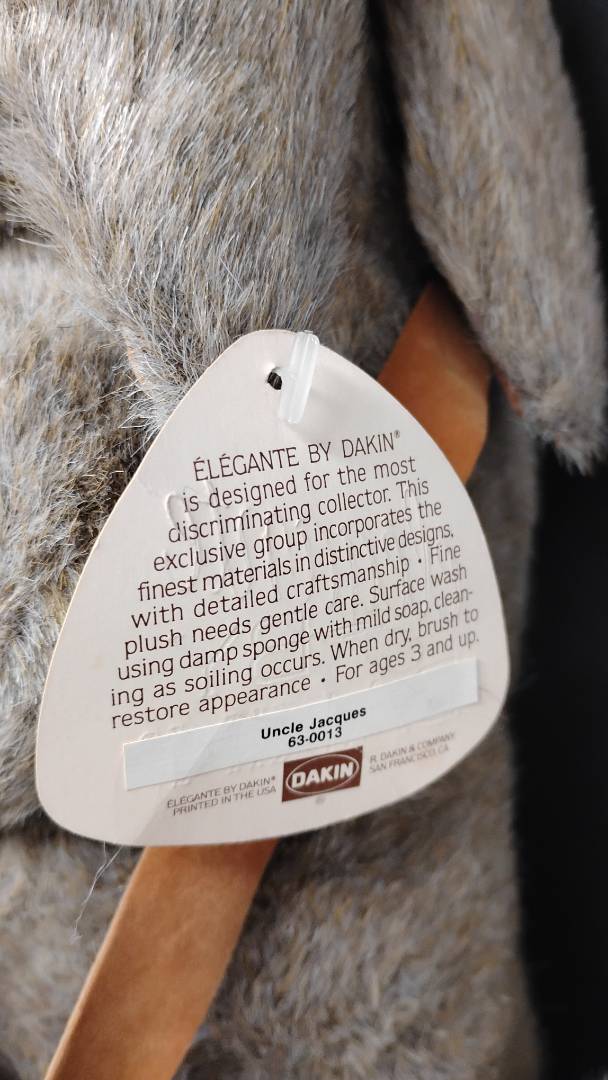 ÉLÉGANTE BY DAKIN®
is designed for the most
discriminating collector. This
exclusive group incorporates the
finest materials in distinctive designs,
with detailed craftsmanship • Fine
plush needs gentle care. Surface wash
using damp sponge with mild soap, clean-
ing as soiling occurs. When dry, brush to
restore appearance • For ages 3 and up.
Uncle Jacques
63-0013
ÉLÉGANTE BY DAKIN®
PRINTED IN THE USA
DAKIN
®
R. DAKIN & COMPANY
SAN FRANCISCO, CA